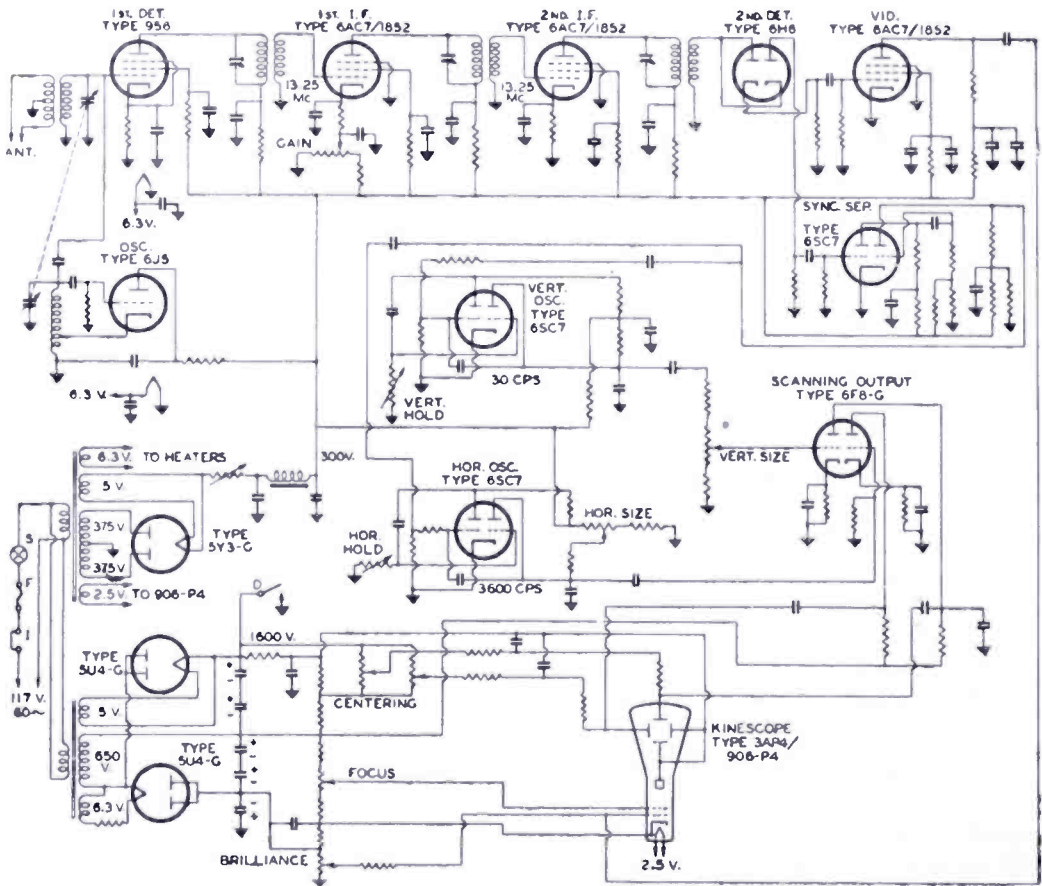 1ST. DET.
TYPE 956
1ST. I.F.
TYPE 6AC7/1852
2ND. I.F.
TYPE 6AC7/1852
2ND. DET.
TYPE 6H6
VID.
TYPE 6AC7/1852
ANT.
13.25
Mc
13.25
Mc
GAIN
6.3 V.
OSC.
TYPE 6J5
SYNC. SEP.
TYPE
6SC7
VERT.
OSC.
TYPE
6SC7
30 CPS
VERT.
HOLD
6.3 V.
SCANNING OUTPUT
TYPE 6F8-G
VERT. SIZE
6.3 V.
TO HEATERS
300V.
5 V.
HOR. OSC.
TYPE 6SC7
HOR. SIZE
375 V
375 V
TYPE
5Y3-G
HOR.
HOLD
3600 CPS
S
F
I
2.5 V.
TO 906-P4
D
TYPE
5U4-G
1600 V.
117 V.
60~
5 V.
CENTERING
KINESCOPE
TYPE 3AP4/
906-P4
650
V.
TYPE
5U4-G
+
-
+
-
+
-
+
-
FOCUS
6.3 V.
BRILLIANCE
2.5 V.